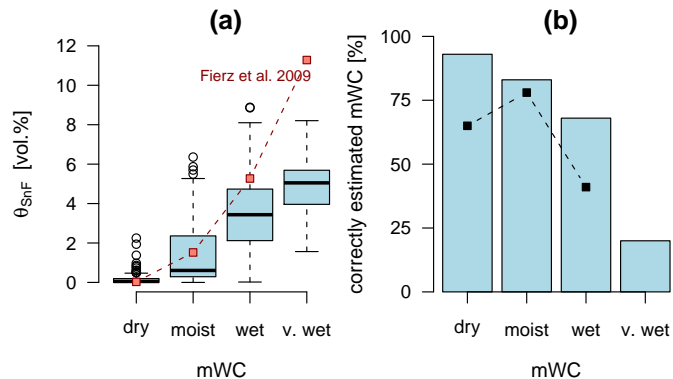 (a)
12
10
8
6
4
2
0
θSnF [vol.%]
Fierz et al. 2009
dry moist wet v. wet
mWC
(b)
100
75
50
25
0
correctly estimated mWC [%]
dry moist wet v. wet
mWC